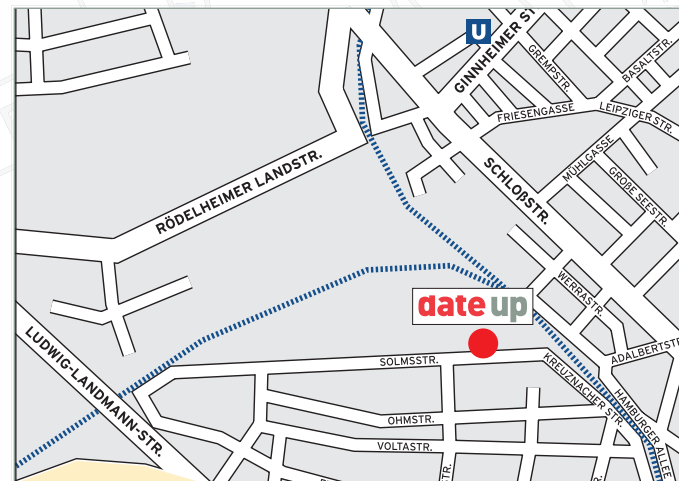 U
GINNHEIMER ST
GREMPSTR.
BASALTSTR.
FRIESENGASSE
LEIPZIGER STR.
MÜHLGASSE
GROßE SEESTR.
SCHLOßSTR.
RÖDELHEIMER LANDSTR.
WERRASTR.
date up
ADALBERTSTR
LUDWIG-LANDMANN-STR.
SOLMSSTR.
KREUZNACHER STR.
HAMBURGER ALLEE
OHMSTR.
VOLTASTR.
STR.
R.